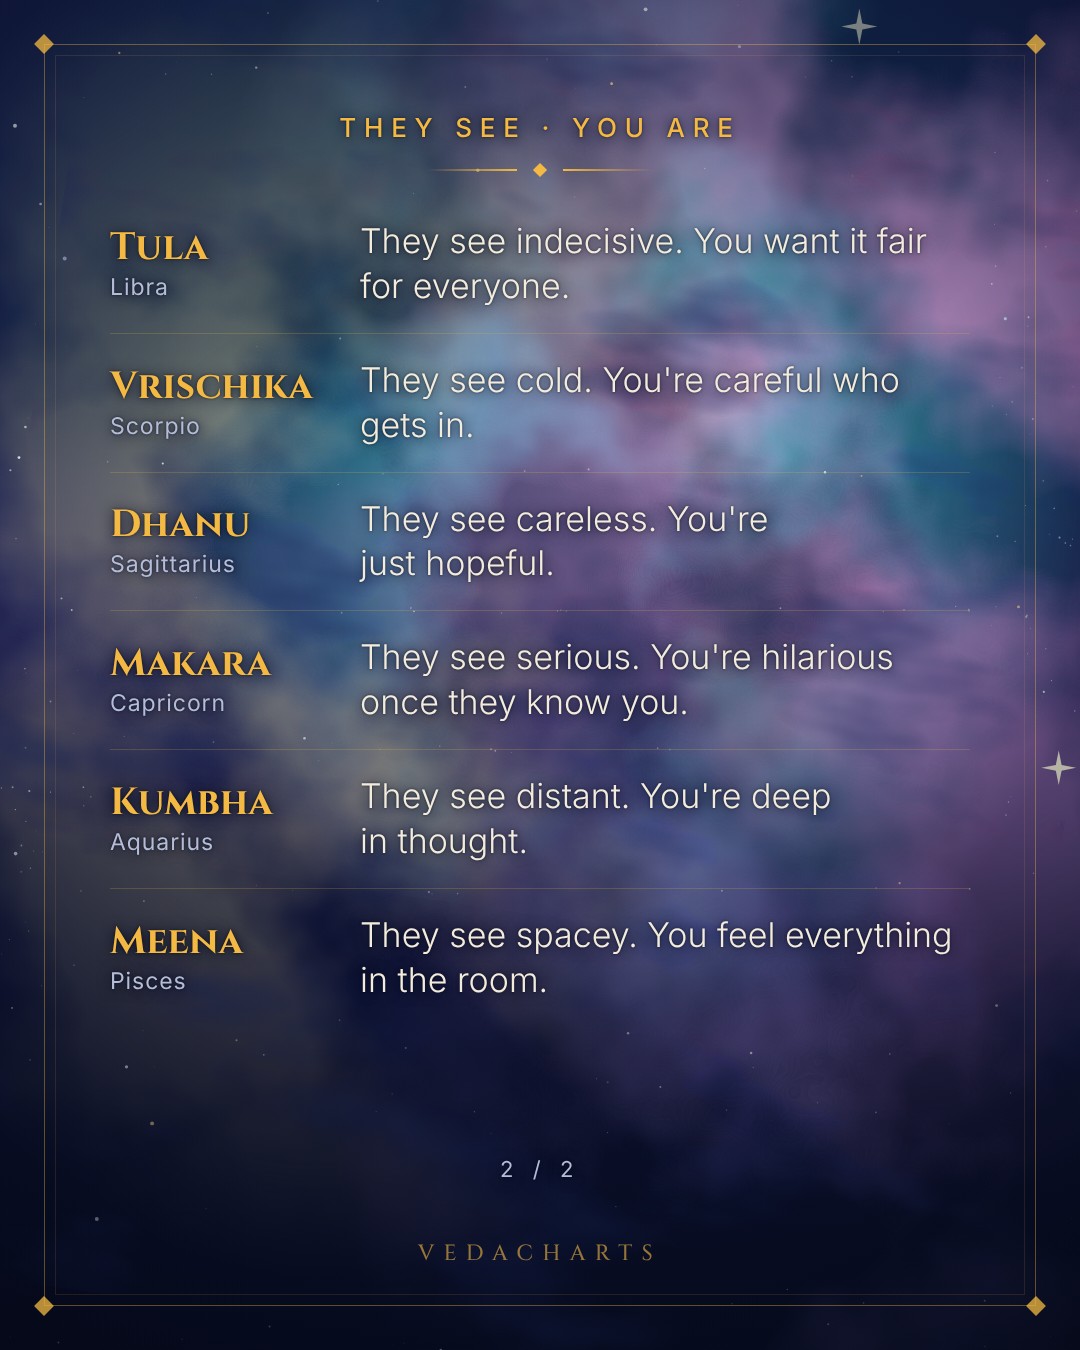 THEY SEE · YOU ARE
TULA
Libra
They see indecisive. You want it fair
for everyone.
VRISCHIKA
Scorpio
They see cold. You're careful who
gets in.
DHANU
Sagittarius
They see careless. You're
just hopeful.
MAKARA
Capricorn
They see serious. You're hilarious
once they know you.
KUMBHA
Aquarius
They see distant. You're deep
in thought.
MEENA
Pisces
They see spacey. You feel everything
in the room.
2 / 2
VEDACHARTS